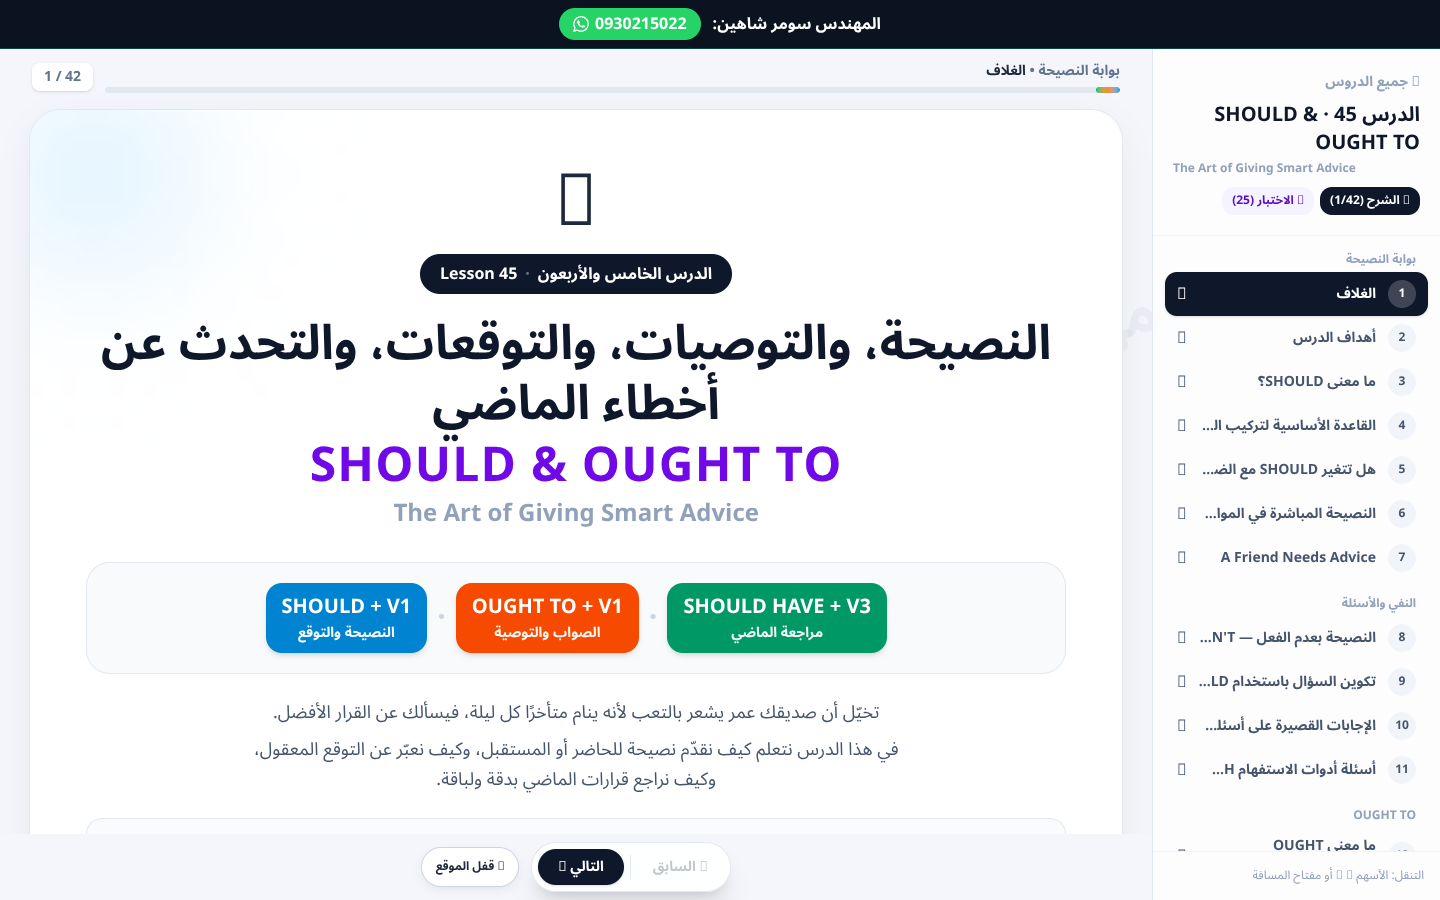 المهندس سومر شاهين: 0930215022
جميع الدروس
الدرس 45 · SHOULD &
OUGHT TO
The Art of Giving Smart Advice
الشرح (1/42)
الاختبار (25)
بوابة النصيحة
1 الغلاف
2 أهداف الدرس
3 ما معنى SHOULD؟
4 القاعدة الأساسية لتركيب الـ...
5 هل تتغير SHOULD مع الضـ...
6 النصيحة المباشرة في الموا...
7 A Friend Needs Advice
النفي والأسئلة
8 النصيحة بعدم الفعل — N'T...
9 تكوين السؤال باستخدام LD...
10 الإجابات القصيرة على أسئلـ...
11 أسئلة أدوات الاستفهام H...
OUGHT TO
ما معنى OUGHT
التنقل: الأسهم أو مفتاح المسافة
بوابة النصيحة • الغلاف
1 / 42
الدرس الخامس والأربعون · Lesson 45
النصيحة، والتوصيات، والتوقعات، والتحدث عن
أخطاء الماضي
SHOULD & OUGHT TO
The Art of Giving Smart Advice
SHOULD + V1
النصيحة والتوقع
OUGHT TO + V1
الصواب والتوصية
SHOULD HAVE + V3
مراجعة الماضي
تخيّل أن صديقك عمر يشعر بالتعب لأنه ينام متأخرًا كل ليلة، فيسألك عن القرار الأفضل.
في هذا الدرس نتعلم كيف نقدّم نصيحة للحاضر أو المستقبل، وكيف نعبّر عن التوقع المعقول،
وكيف نراجع قرارات الماضي بدقة ولباقة.
السابق
التالي
قفل الموقع